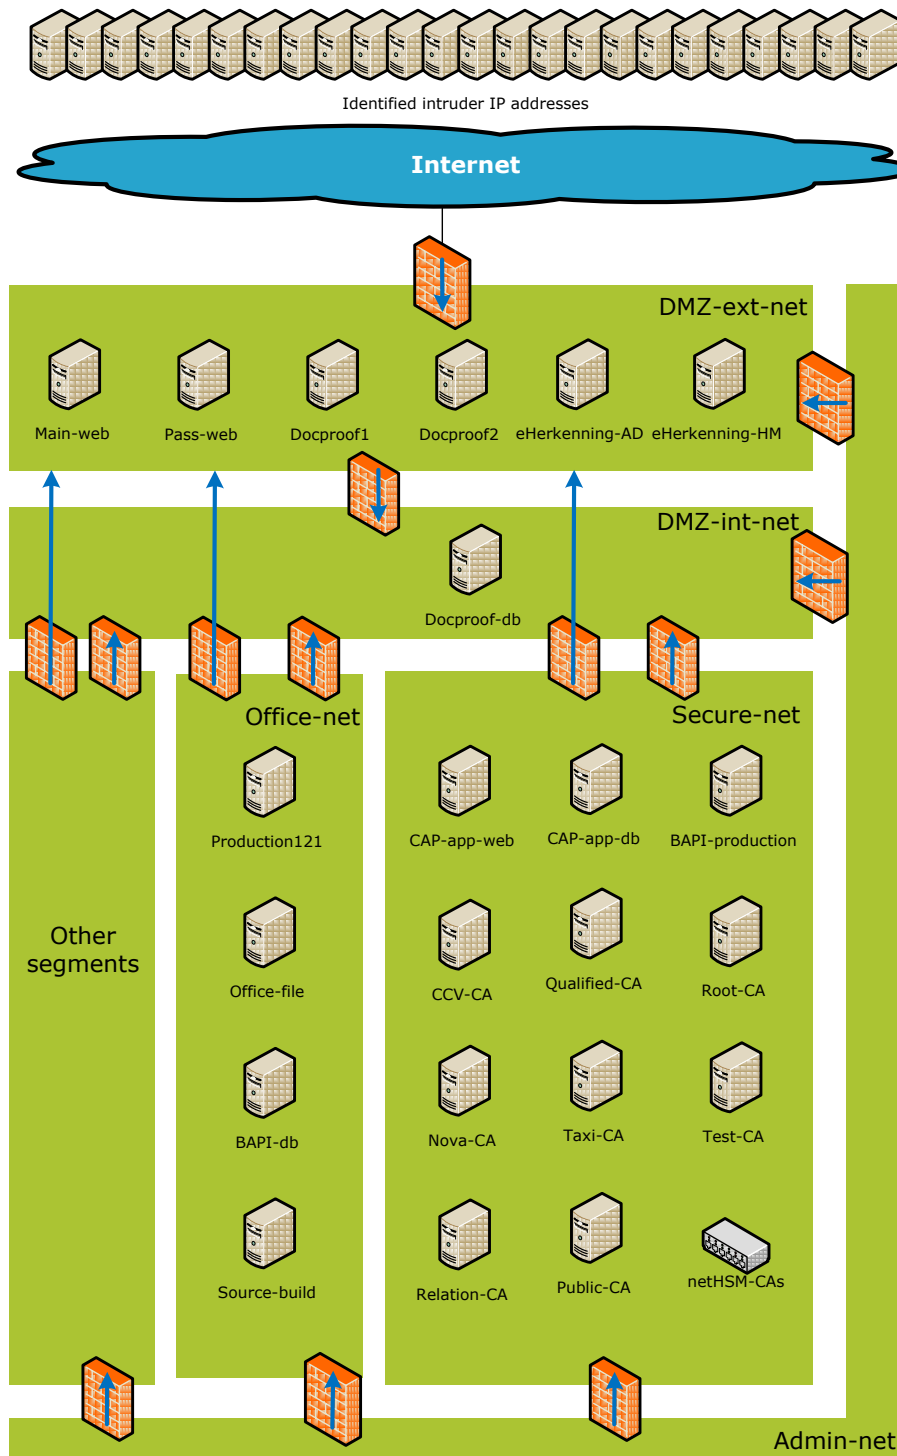 Identified intruder IP addresses
Internet
DMZ-ext-net
Main-web
Pass-web
Docproof1
Docproof2
eHerkenning-AD
eHerkenning-HM
DMZ-int-net
Docproof-db
Office-net
Secure-net
Production121
CAP-app-web
CAP-app-db
BAPI-production
Other
segments
Office-file
CCV-CA
Qualified-CA
Root-CA
BAPI-db
Nova-CA
Taxi-CA
Test-CA
Source-build
Relation-CA
Public-CA
netHSM-CAs
Admin-net